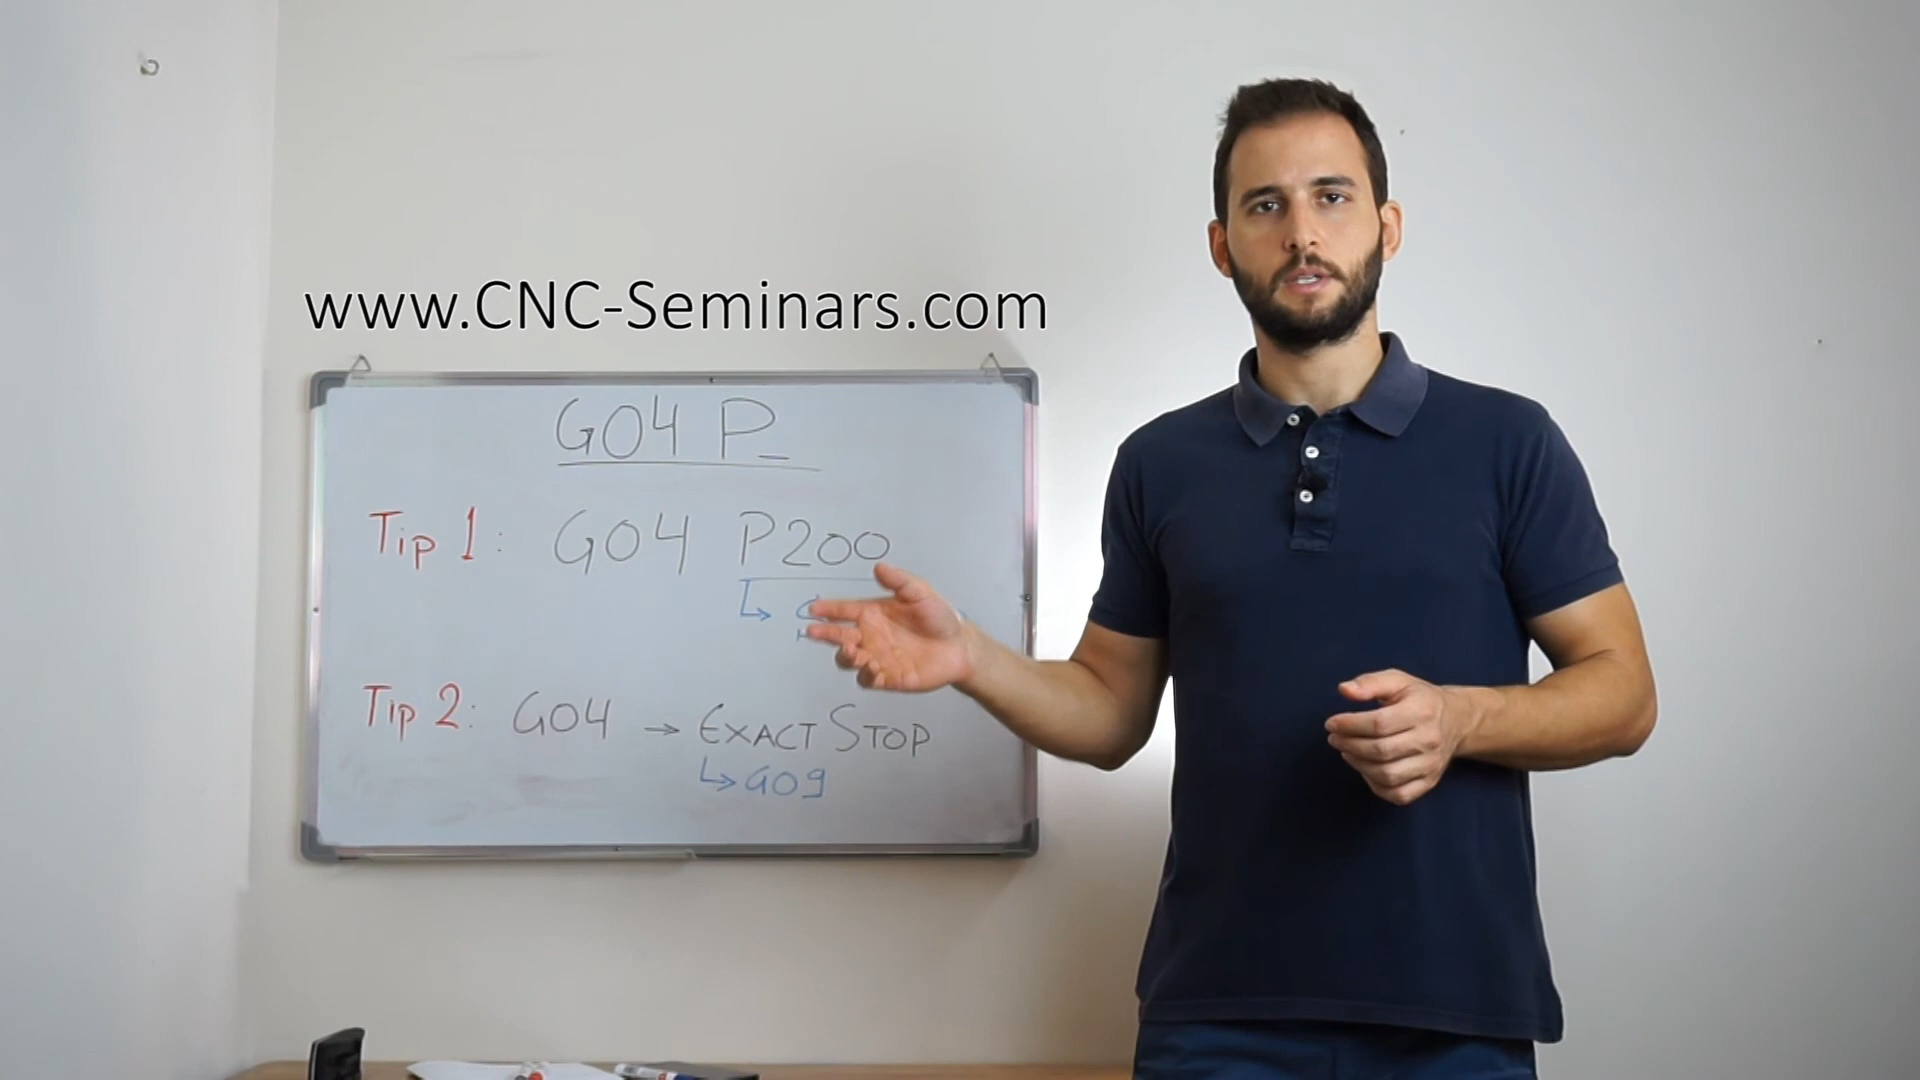 www.CNC-Seminars.com
G04 P_
Tip 1: G04 P200
Tip 2: G04 → EXACT STOP
↳ G09